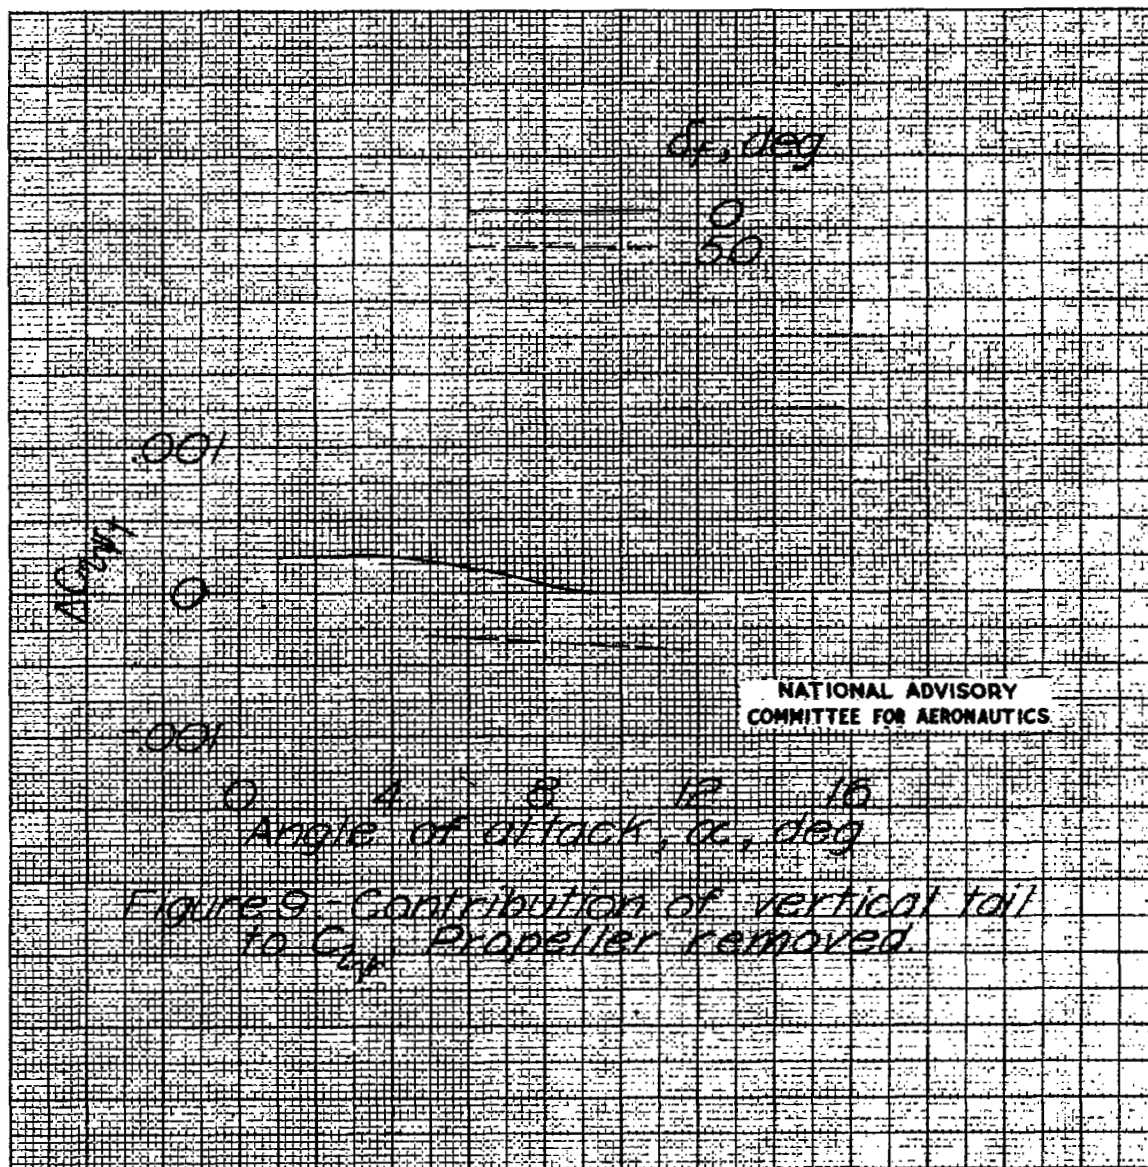 δf, deg
0
50
.001
0
-.001
0 4 8 12 16
Angle of attack, α, deg
NATIONAL ADVISORY
COMMITTEE FOR AERONAUTICS
Figure 9.- Contribution of vertical tail
to Propeller removed.